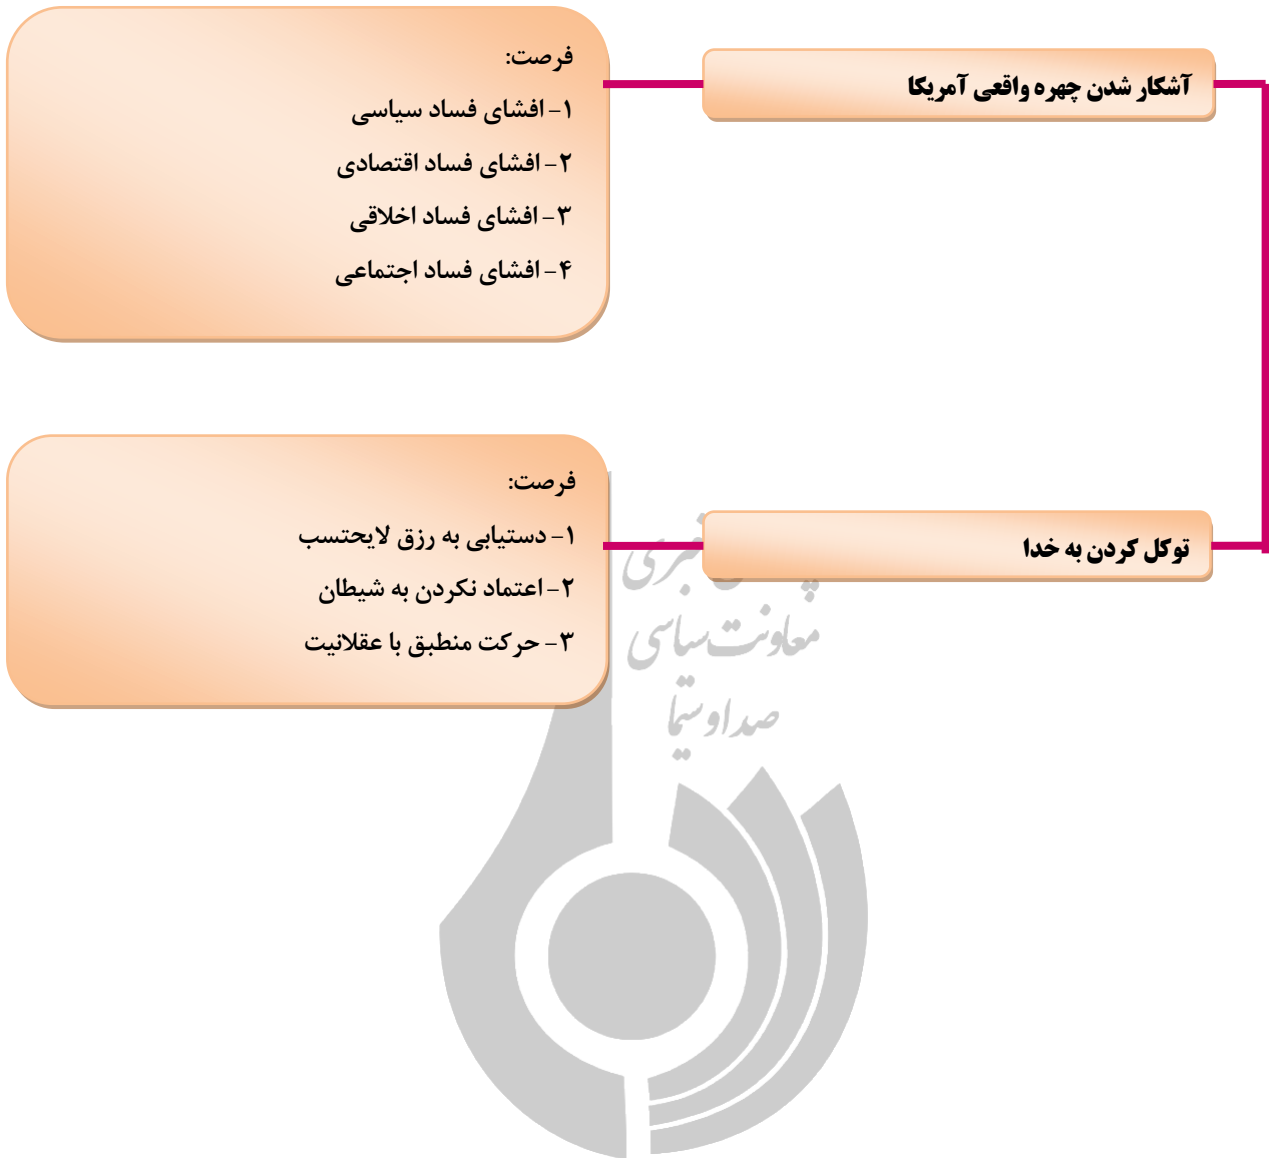 آشکار شدن چهره واقعی آمریکا
فرصت:
۱- افشای فساد سیاسی
۲- افشای فساد اقتصادی
۳- افشای فساد اخلاقی
۴- افشای فساد اجتماعی
توکل کردن به خدا
فرصت:
۱- دستیابی به رزق لایحتسب
۲- اعتماد نکردن به شیطان
۳- حرکت منطبق با عقلانیت
معاونت سیاسی
صدا و سیما